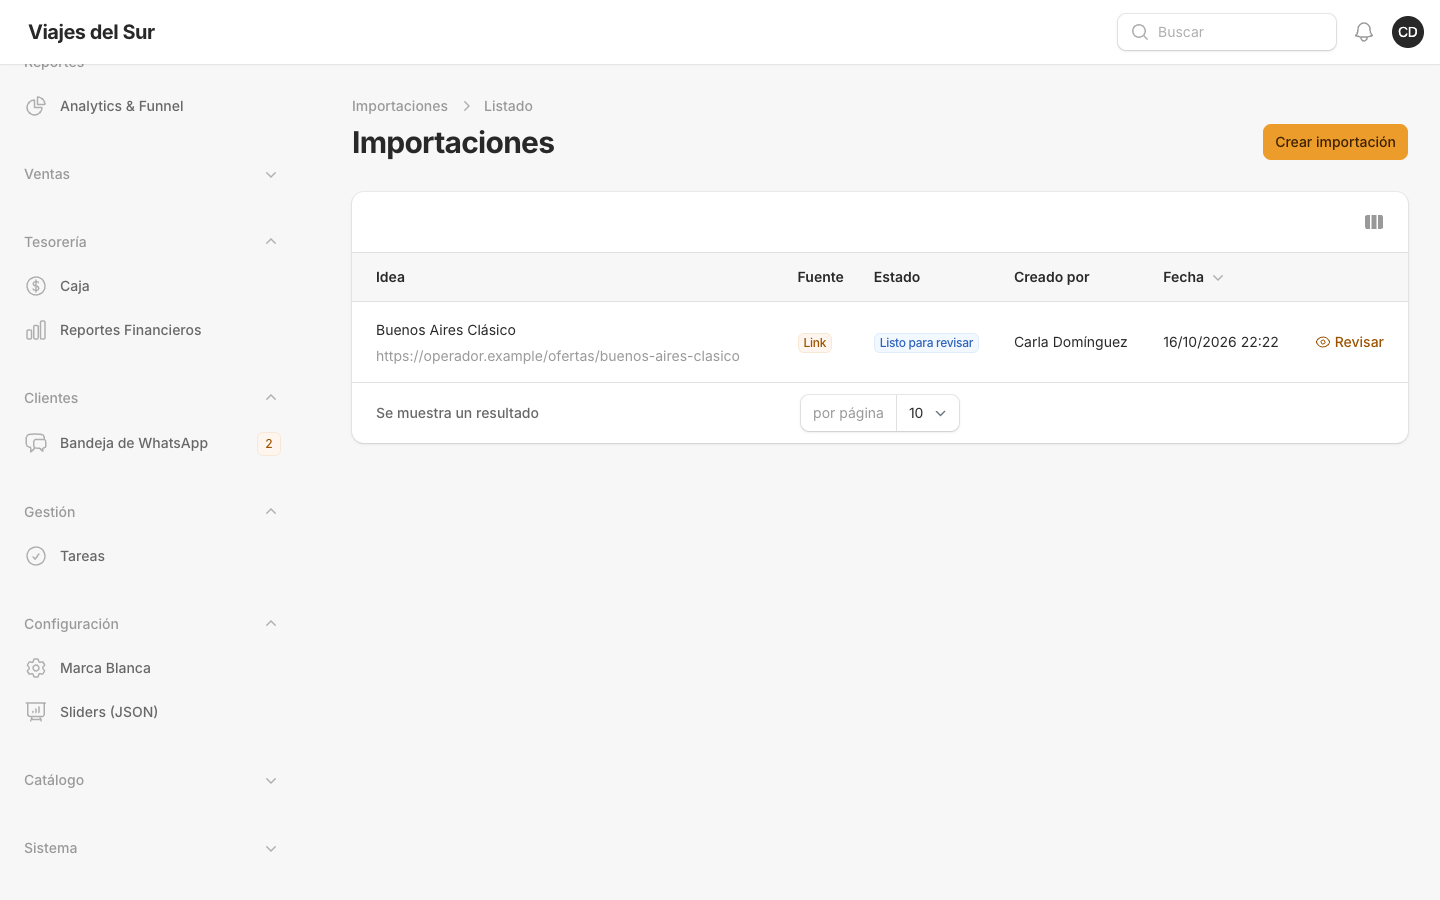 Viajes del Sur
Buscar
CD
Reportes
Analytics & Funnel
Ventas
Tesorería
Caja
Reportes Financieros
Clientes
Bandeja de WhatsApp
2
Gestión
Tareas
Configuración
Marca Blanca
Sliders (JSON)
Catálogo
Sistema
Importaciones
Listado
Importaciones
Crear importación
Idea
Fuente
Estado
Creado por
Fecha
Buenos Aires Clásico
https://operador.example/ofertas/buenos-aires-clasico
Link
Listo para revisar
Carla Domínguez
16/10/2026 22:22
Revisar
Se muestra un resultado
por página
10